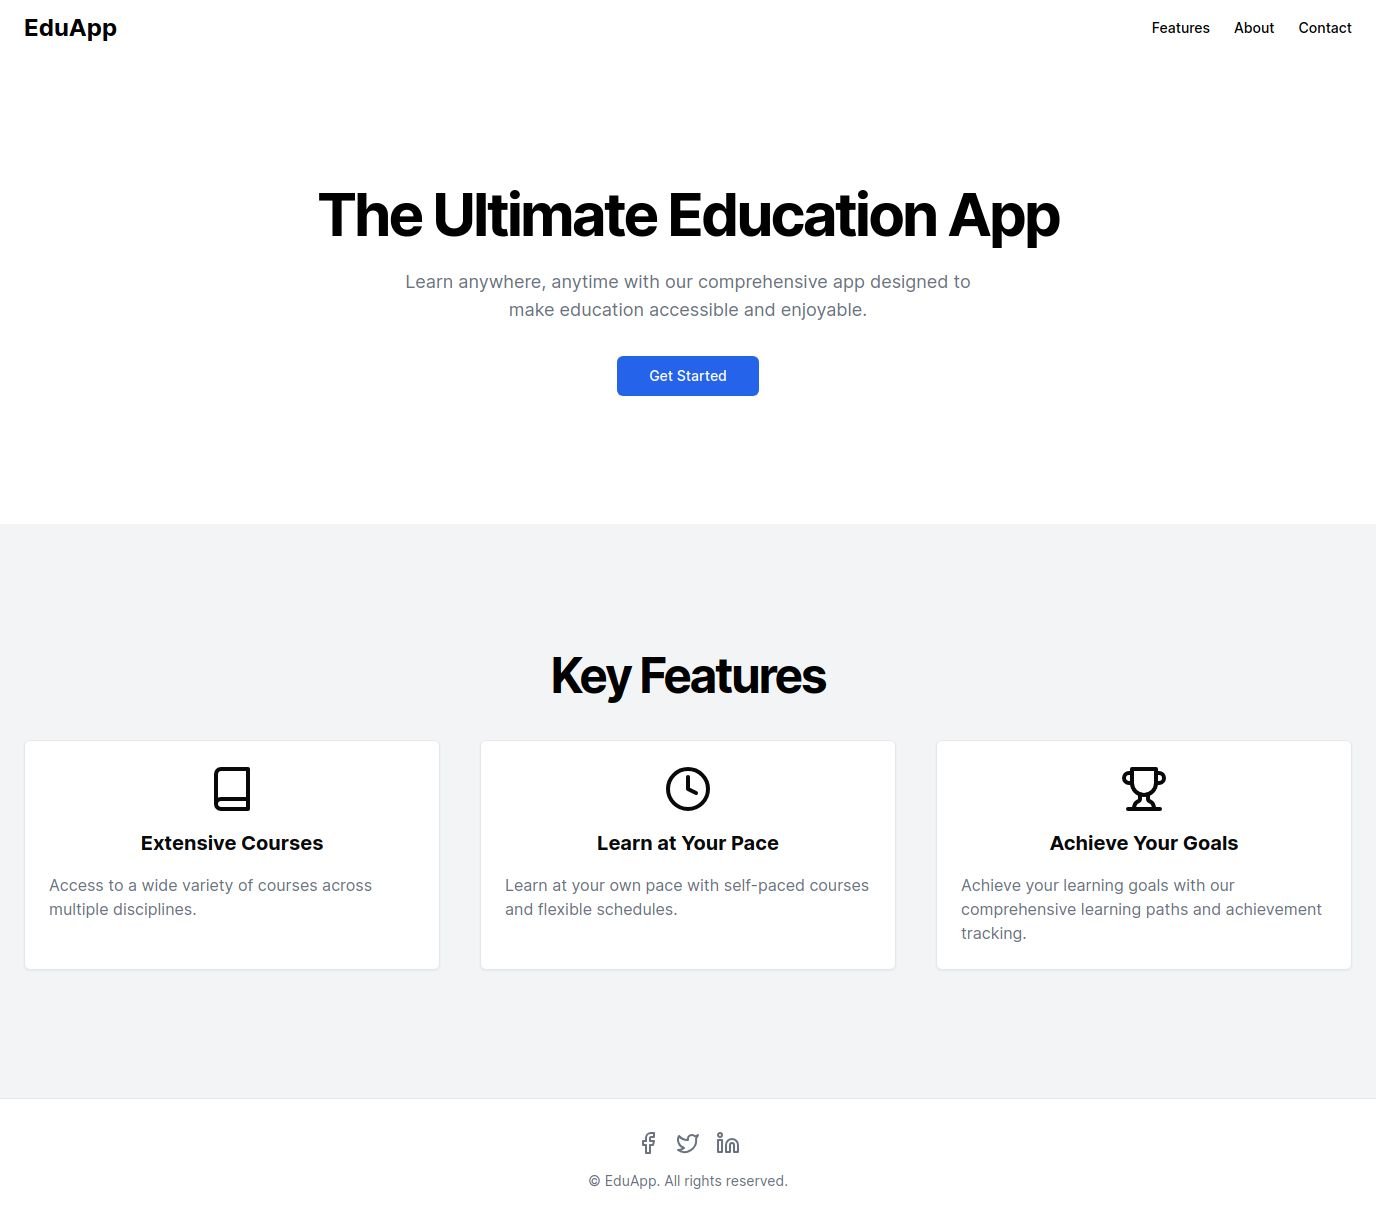 EduApp
Features About Contact
The Ultimate Education App
Learn anywhere, anytime with our comprehensive app designed to
make education accessible and enjoyable.
Get Started
Key Features
Extensive Courses
Access to a wide variety of courses across
multiple disciplines.
Learn at Your Pace
Learn at your own pace with self-paced courses
and flexible schedules.
Achieve Your Goals
Achieve your learning goals with our
comprehensive learning paths and achievement
tracking.
© EduApp. All rights reserved.